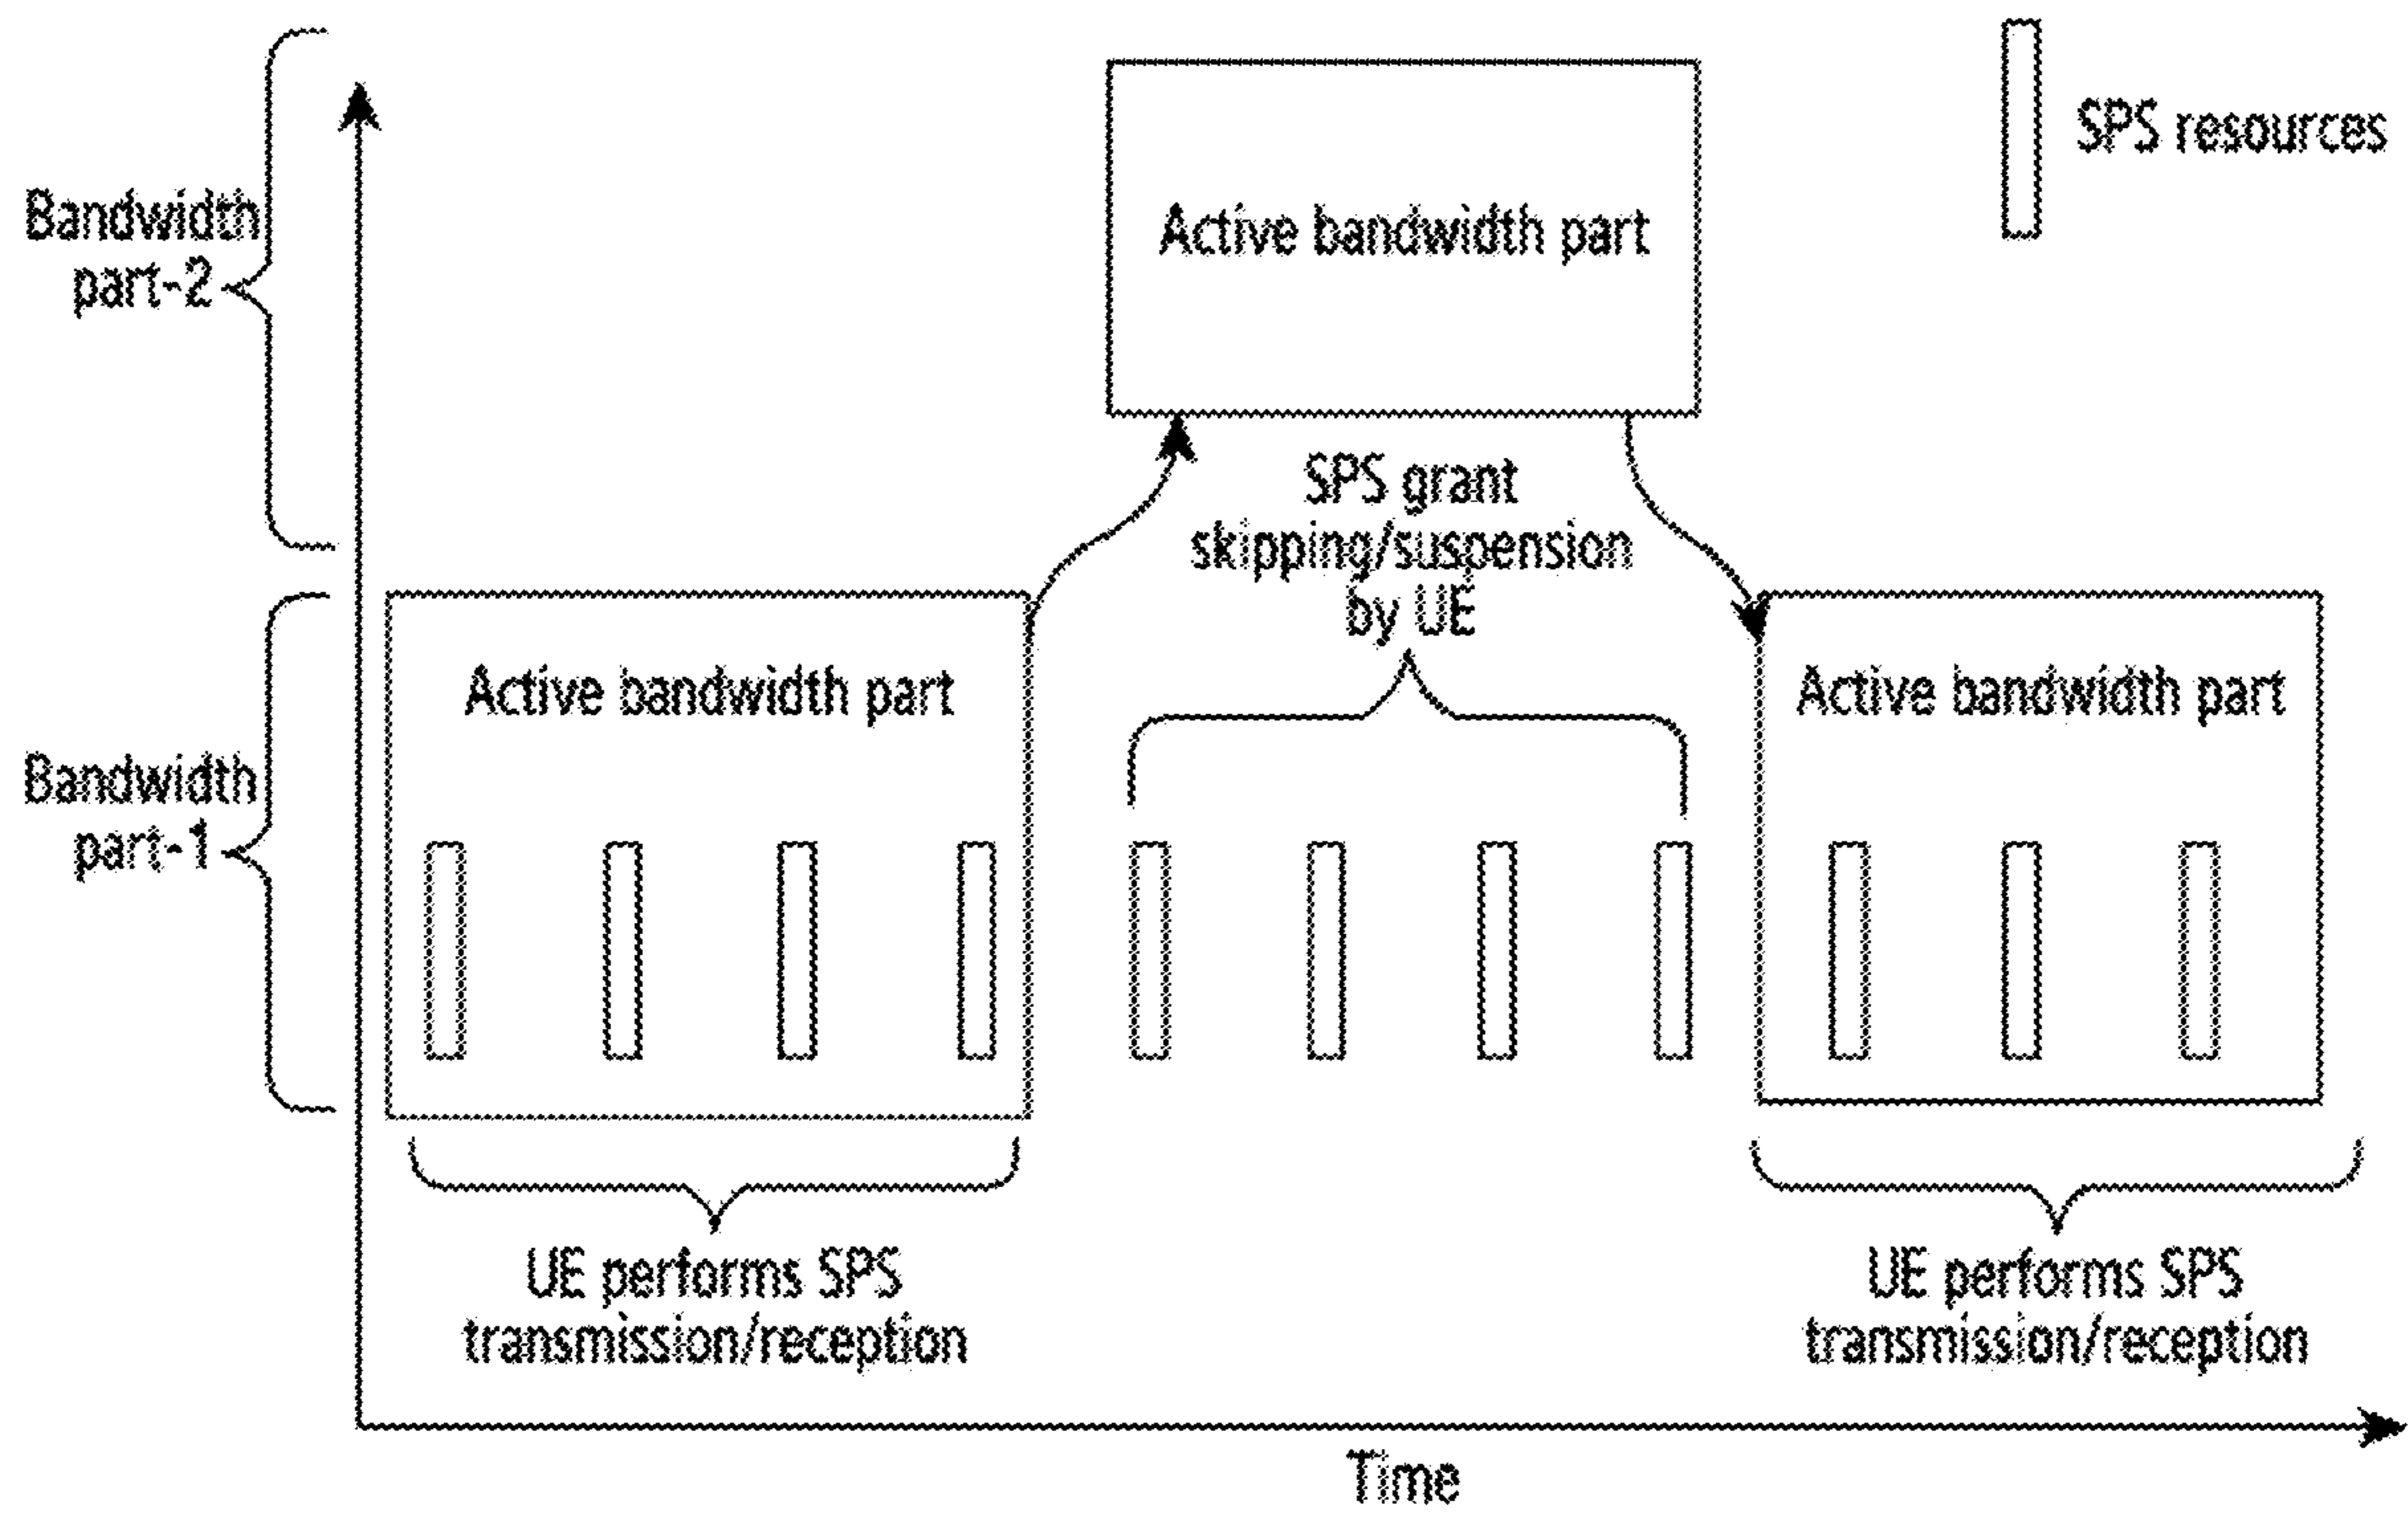 Bandwidth
part-2
Active bandwidth part
SPS resources
SPS grant
skipping/suspension
by UE
Bandwidth
part-1
Active bandwidth part
Active bandwidth part
UE performs SPS
transmission/reception
UE performs SPS
transmission/reception
Time